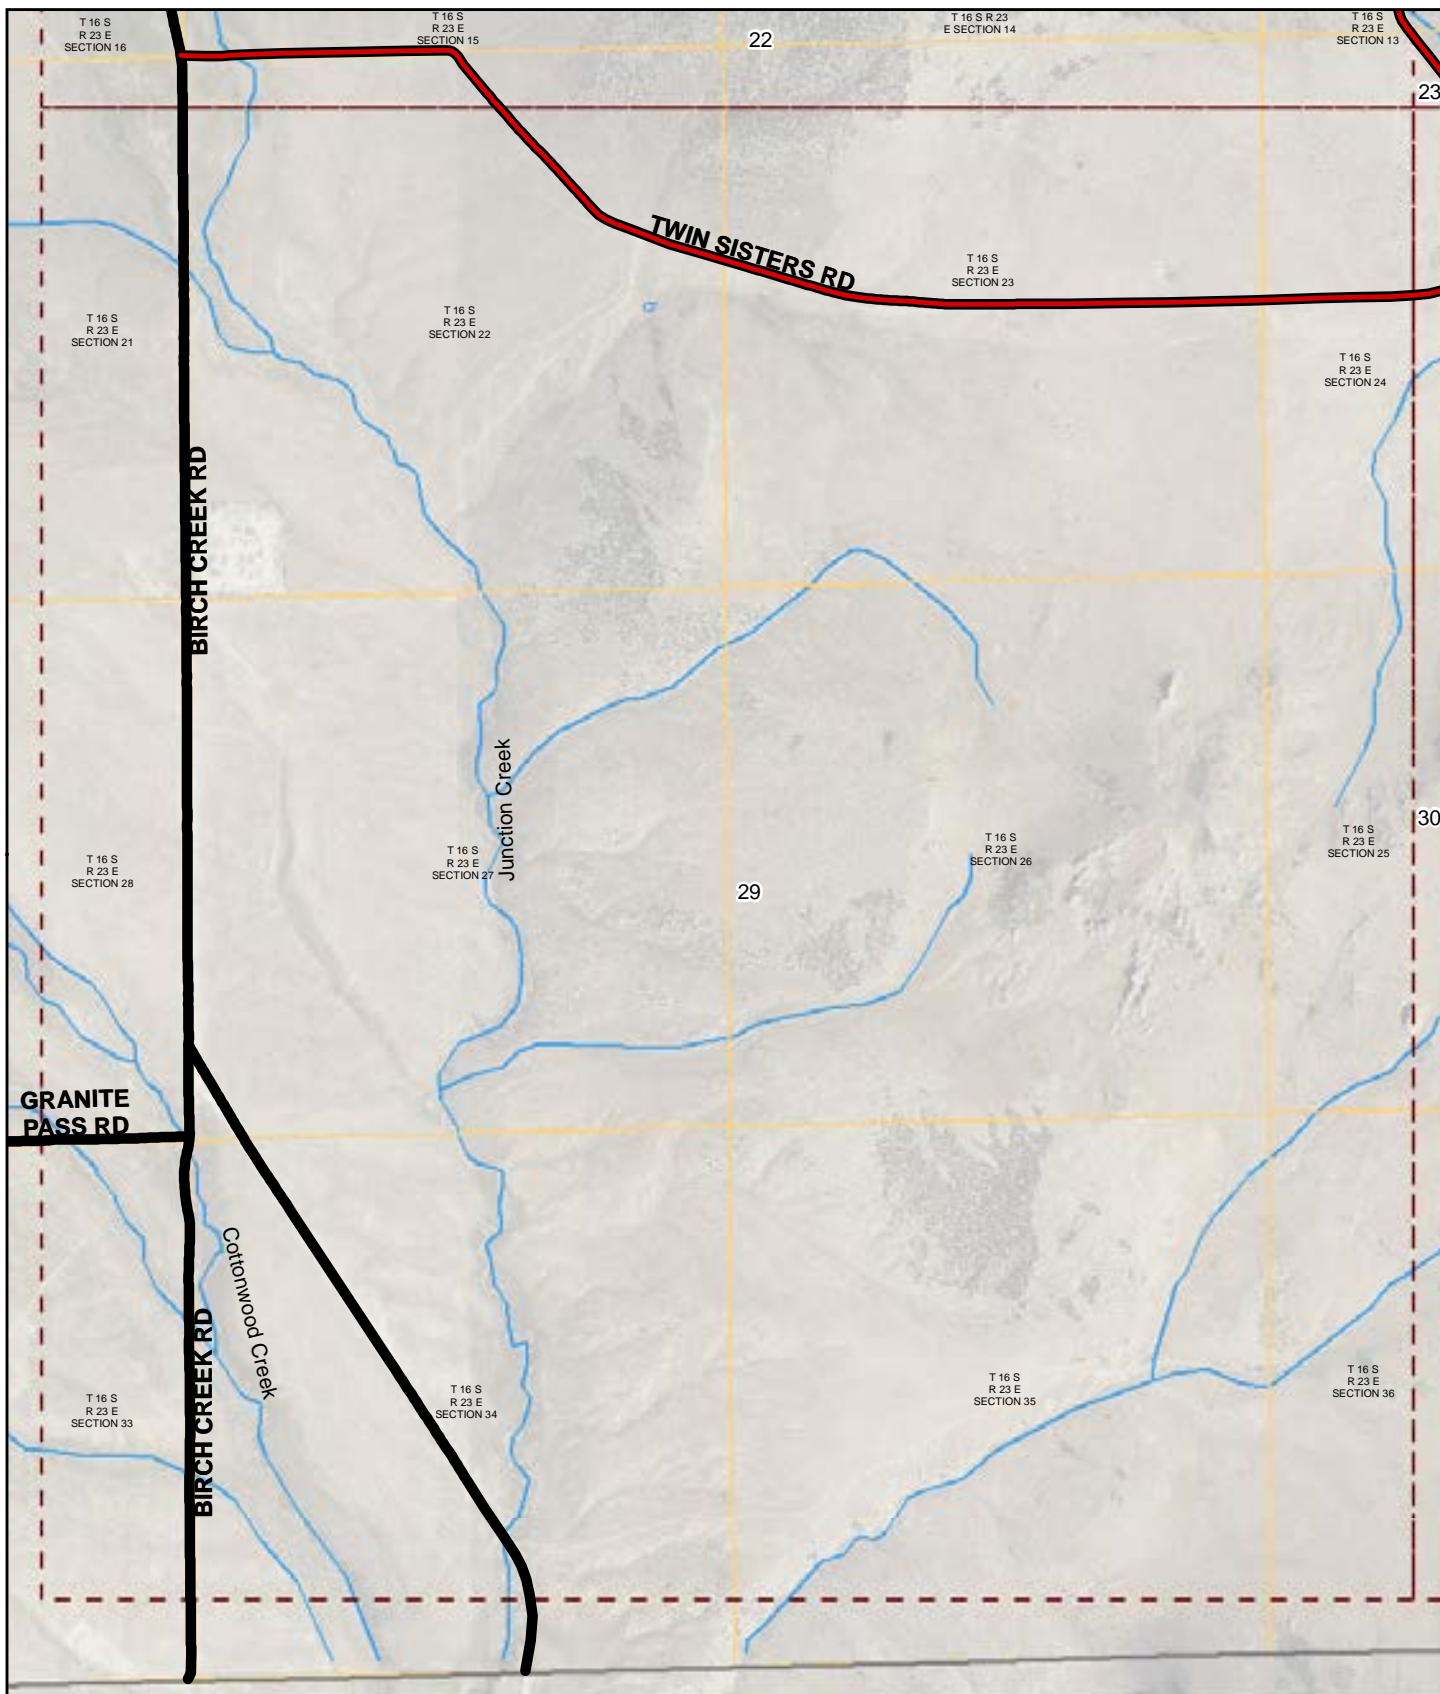 T 16 S
R 23 E
SECTION 16
T 16 S
R 23 E
SECTION 15
T 16 S R 23
E SECTION 14
T 16 S
R 23 E
SECTION 13
22
23
TWIN SISTERS RD
T 16 S
R 23 E
SECTION 21
T 16 S
R 23 E
SECTION 22
T 16 S
R 23 E
SECTION 23
T 16 S
R 23 E
SECTION 24
BIRCH CREEK RD
Junction Creek
T 16 S
R 23 E
SECTION 28
T 16 S
R 23 E
SECTION 27
29
T 16 S
R 23 E
SECTION 26
T 16 S
R 23 E
SECTION 25
30
GRANITE
PASS RD
Cottonwood Creek
BIRCH CREEK RD
T 16 S
R 23 E
SECTION 33
T 16 S
R 23 E
SECTION 34
T 16 S
R 23 E
SECTION 35
T 16 S
R 23 E
SECTION 36